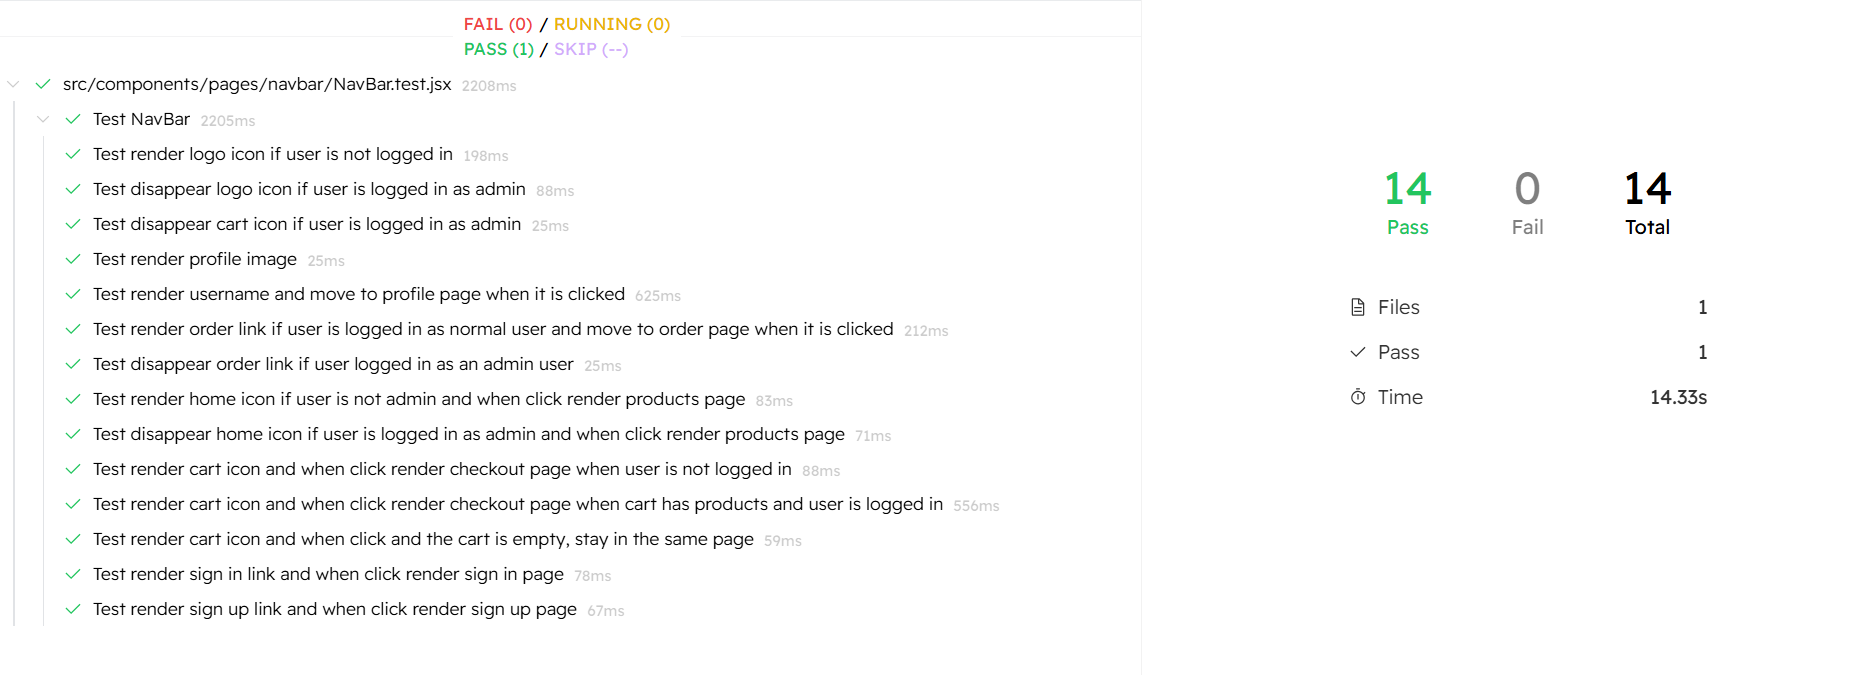 FAIL (0) / RUNNING (0)
PASS (1) / SKIP (--)
src/components/pages/navbar/NavBar.test.jsx 2208ms
Test NavBar 2205ms
Test render logo icon if user is not logged in 198ms
Test disappear logo icon if user is logged in as admin 88ms
Test disappear cart icon if user is logged in as admin 25ms
Test render profile image 25ms
Test render username and move to profile page when it is clicked 625ms
Test render order link if user is logged in as normal user and move to order page when it is clicked 212ms
Test disappear order link if user logged in as an admin user 25ms
Test render home icon if user is not admin and when click render products page 83ms
Test disappear home icon if user is logged in as admin and when click render products page 71ms
Test render cart icon and when click render checkout page when user is not logged in 88ms
Test render cart icon and when click render checkout page when cart has products and user is logged in 556ms
Test render cart icon and when click and the cart is empty, stay in the same page 59ms
Test render sign in link and when click render sign in page 78ms
Test render sign up link and when click render sign up page 67ms
14 0 14
Pass Fail Total
Files 1
Pass 1
Time 14.33s